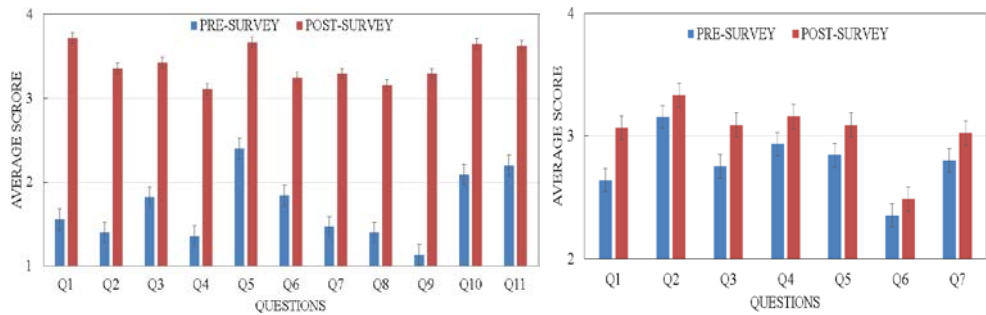 4
PRE-SURVEY
POST-SURVEY
3
2
1
AVERAGE SCRORE
Q1 Q2 Q3 Q4 Q5 Q6 Q7 Q8 Q9 Q10 Q11
QUESTIONS
4
PRE-SURVEY
POST-SURVEY
3
2
AVERAGE SCORE
Q1 Q2 Q3 Q4 Q5 Q6 Q7
QUESTIONS